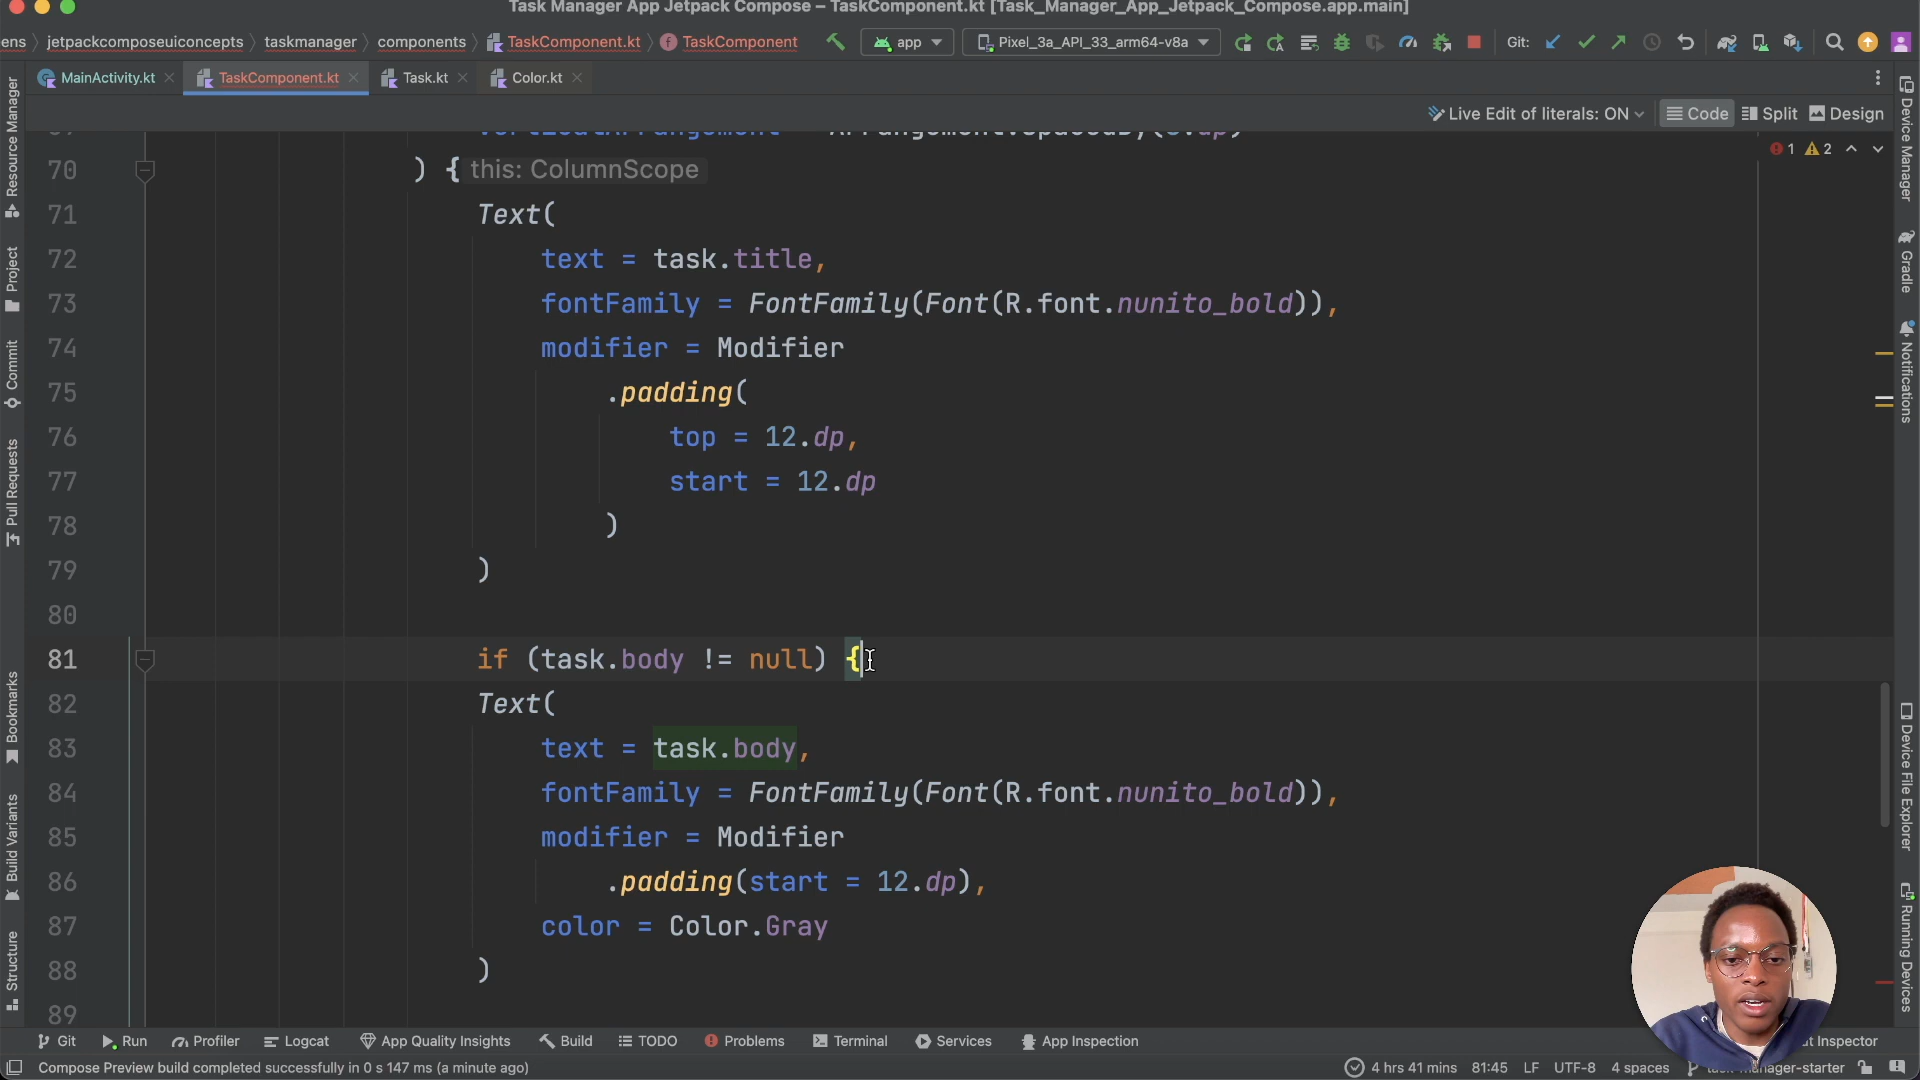 Task Manager App Jetpack Compose – TaskComponent.kt [Task_Manager_App_Jetpack_Compose.app.main]
ens jetpackcomposeuiconcepts taskmanager components TaskComponent.kt TaskComponent app Pixel_3a_API_33_arm64-v8a Git:
MainActivity.kt TaskComponent.kt Task.kt Color.kt
Live Edit of literals: ON Code Split Design
1 2
70 ) { this: ColumnScope
71 Text(
72 text = task.title,
73 fontFamily = FontFamily(Font(R.font.nunito_bold)),
74 modifier = Modifier
75 .padding(
76 top = 12.dp,
77 start = 12.dp
78 )
79 )
80
81 if (task.body != null) {
82 Text(
83 text = task.body,
84 fontFamily = FontFamily(Font(R.font.nunito_bold)),
85 modifier = Modifier
86 .padding(start = 12.dp),
87 color = Color.Gray
88 )
89
Resource Manager
Project
Commit
Pull Requests
Bookmarks
Build Variants
Structure
Device Manager
Gradle
Notifications
Device File Explorer
Running Devices
Git Run Profiler Logcat App Quality Insights Build TODO Problems Terminal Services App Inspection Inspector
Compose Preview build completed successfully in 0 s 147 ms (a minute ago) 4 hrs 41 mins 81:45 LF UTF-8 4 spaces task-manager-starter